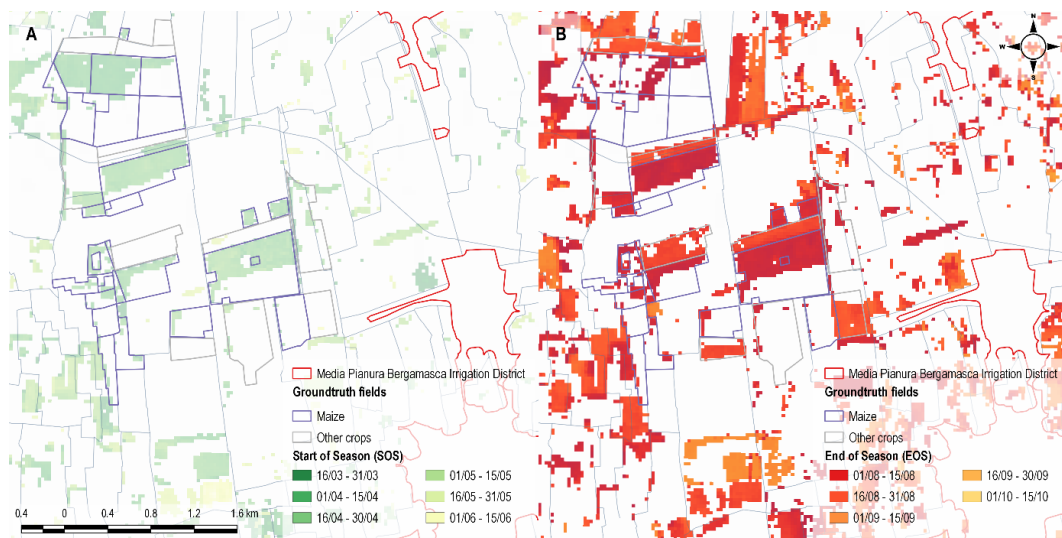 A
B
N
W
E
S
Media Pianura Bergamasca Irrigation District
Groundtruth fields
Maize
Other crops
Start of Season (SOS)
16/03 - 31/03
01/05 - 15/05
01/04 - 15/04
16/05 - 31/05
16/04 - 30/04
01/06 - 15/06
0.4
0
0.4
0.8
1.2
1.6 km
Media Pianura Bergamasca Irrigation District
Groundtruth fields
Maize
Other crops
End of Season (EOS)
01/08 - 15/08
16/09 - 30/09
16/08 - 31/08
01/10 - 15/10
01/09 - 15/09